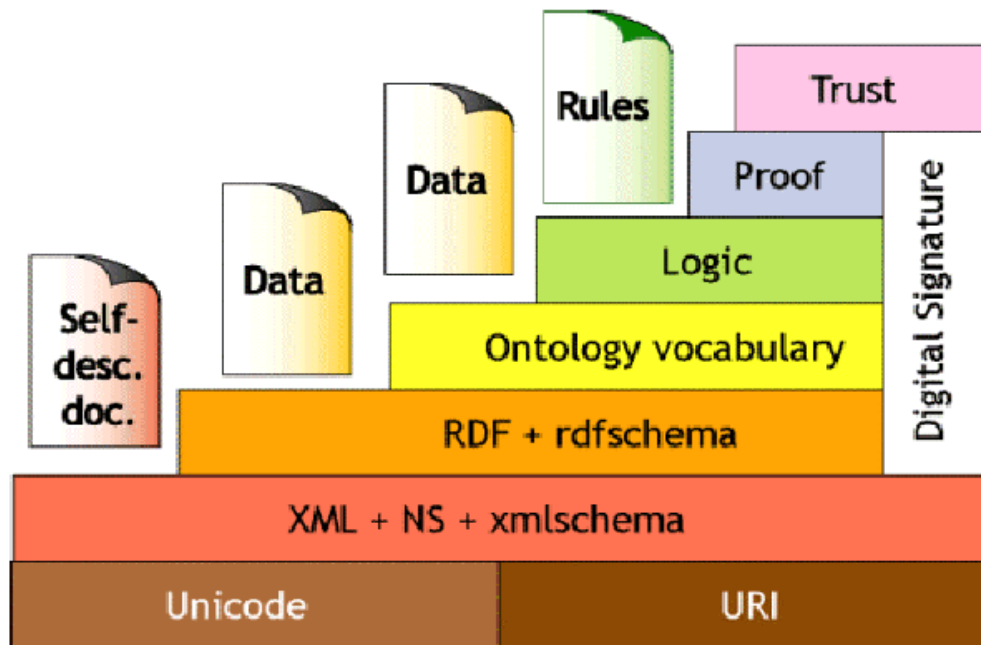 Rules
Trust
Data
Proof
Data
Logic
Digital Signature
Self-
desc.
doc.
Ontology vocabulary
RDF + rdfschema
XML + NS + xmlschema
Unicode
URI